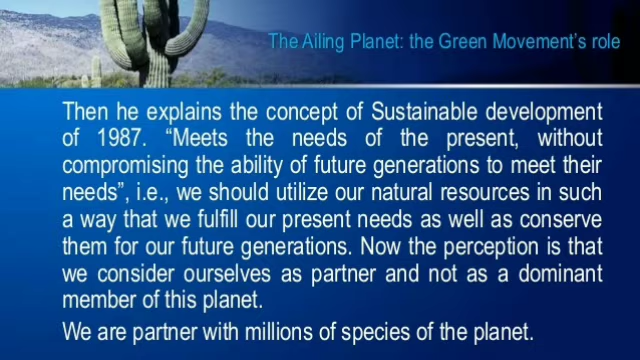 The Ailing Planet: the Green Movement's role
Then he explains the concept of Sustainable development
of 1987. “Meets the needs of the present, without
compromising the ability of future generations to meet their
needs”, i.e., we should utilize our natural resources in such
a way that we fulfill our present needs as well as conserve
them for our future generations. Now the perception is that
we consider ourselves as partner and not as a dominant
member of this planet.
We are partner with millions of species of the planet.